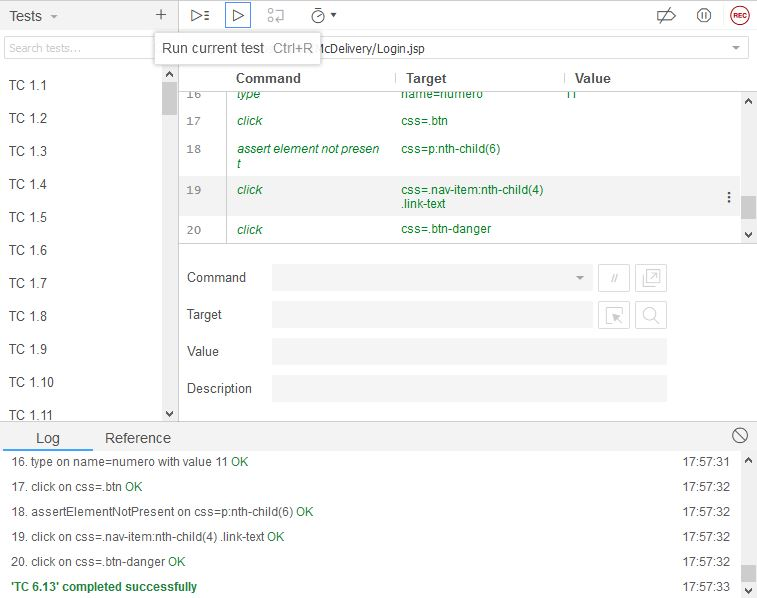 Tests
REC
Search tests...
Run current test Ctrl+R
McDelivery/Login.jsp
Command Target Value
TC 1.1
TC 1.2
TC 1.3
TC 1.4
TC 1.5
TC 1.6
TC 1.7
TC 1.8
TC 1.9
TC 1.10
TC 1.11
16 type name=numero 11
17 click css=.btn
18 assert element not presen css=p:nth-child(6)
t
19 click css=.nav-item:nth-child(4)
.link-text
20 click css=.btn-danger
Command //
Target
Value
Description
Log Reference
16. type on name=numero with value 11 OK 17:57:31
17. click on css=.btn OK 17:57:32
18. assertElementNotPresent on css=p:nth-child(6) OK 17:57:32
19. click on css=.nav-item:nth-child(4) .link-text OK 17:57:32
20. click on css=.btn-danger OK 17:57:32
'TC 6.13' completed successfully 17:57:33